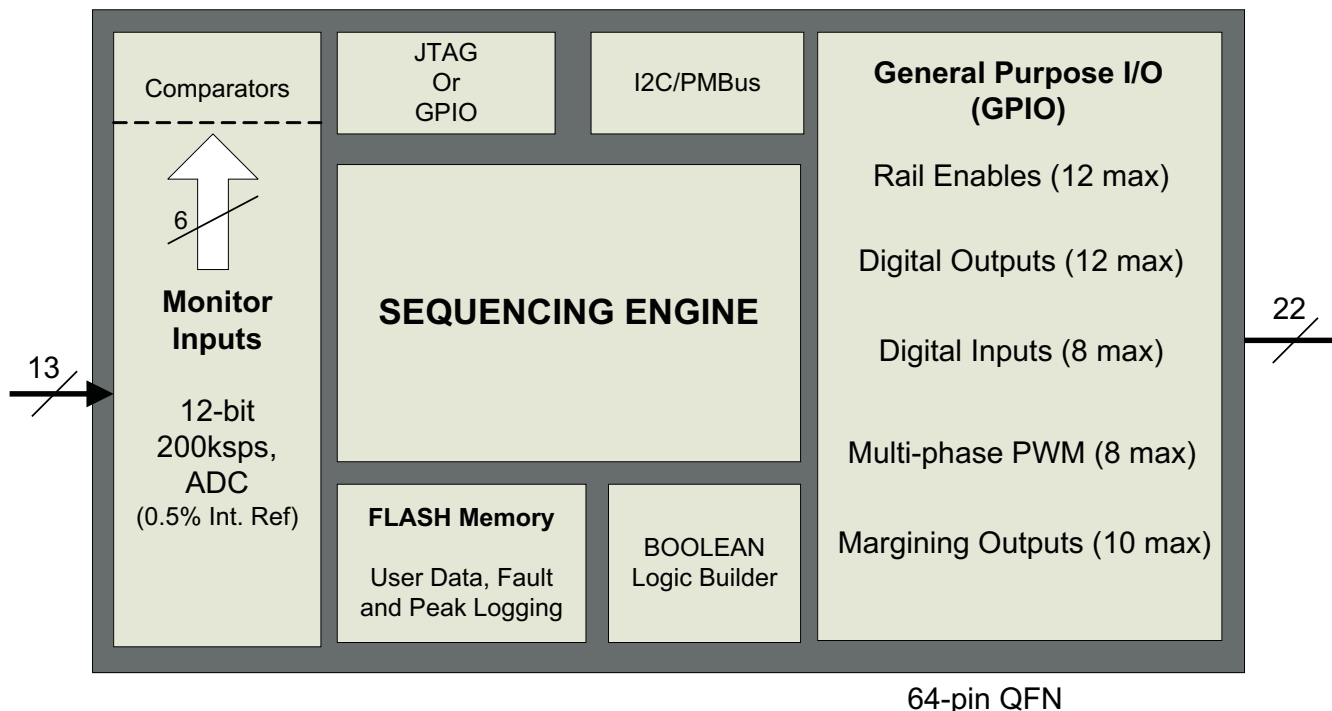 Comparators
6
Monitor
Inputs
12-bit
200ksps,
ADC
(0.5% Int. Ref)
13
JTAG
Or
GPIO
I2C/PMBus
SEQUENCING ENGINE
FLASH Memory
User Data, Fault
and Peak Logging
BOOLEAN
Logic Builder
General Purpose I/O
(GPIO)
Rail Enables (12 max)
Digital Outputs (12 max)
Digital Inputs (8 max)
Multi-phase PWM (8 max)
Margining Outputs (10 max)
22
64-pin QFN